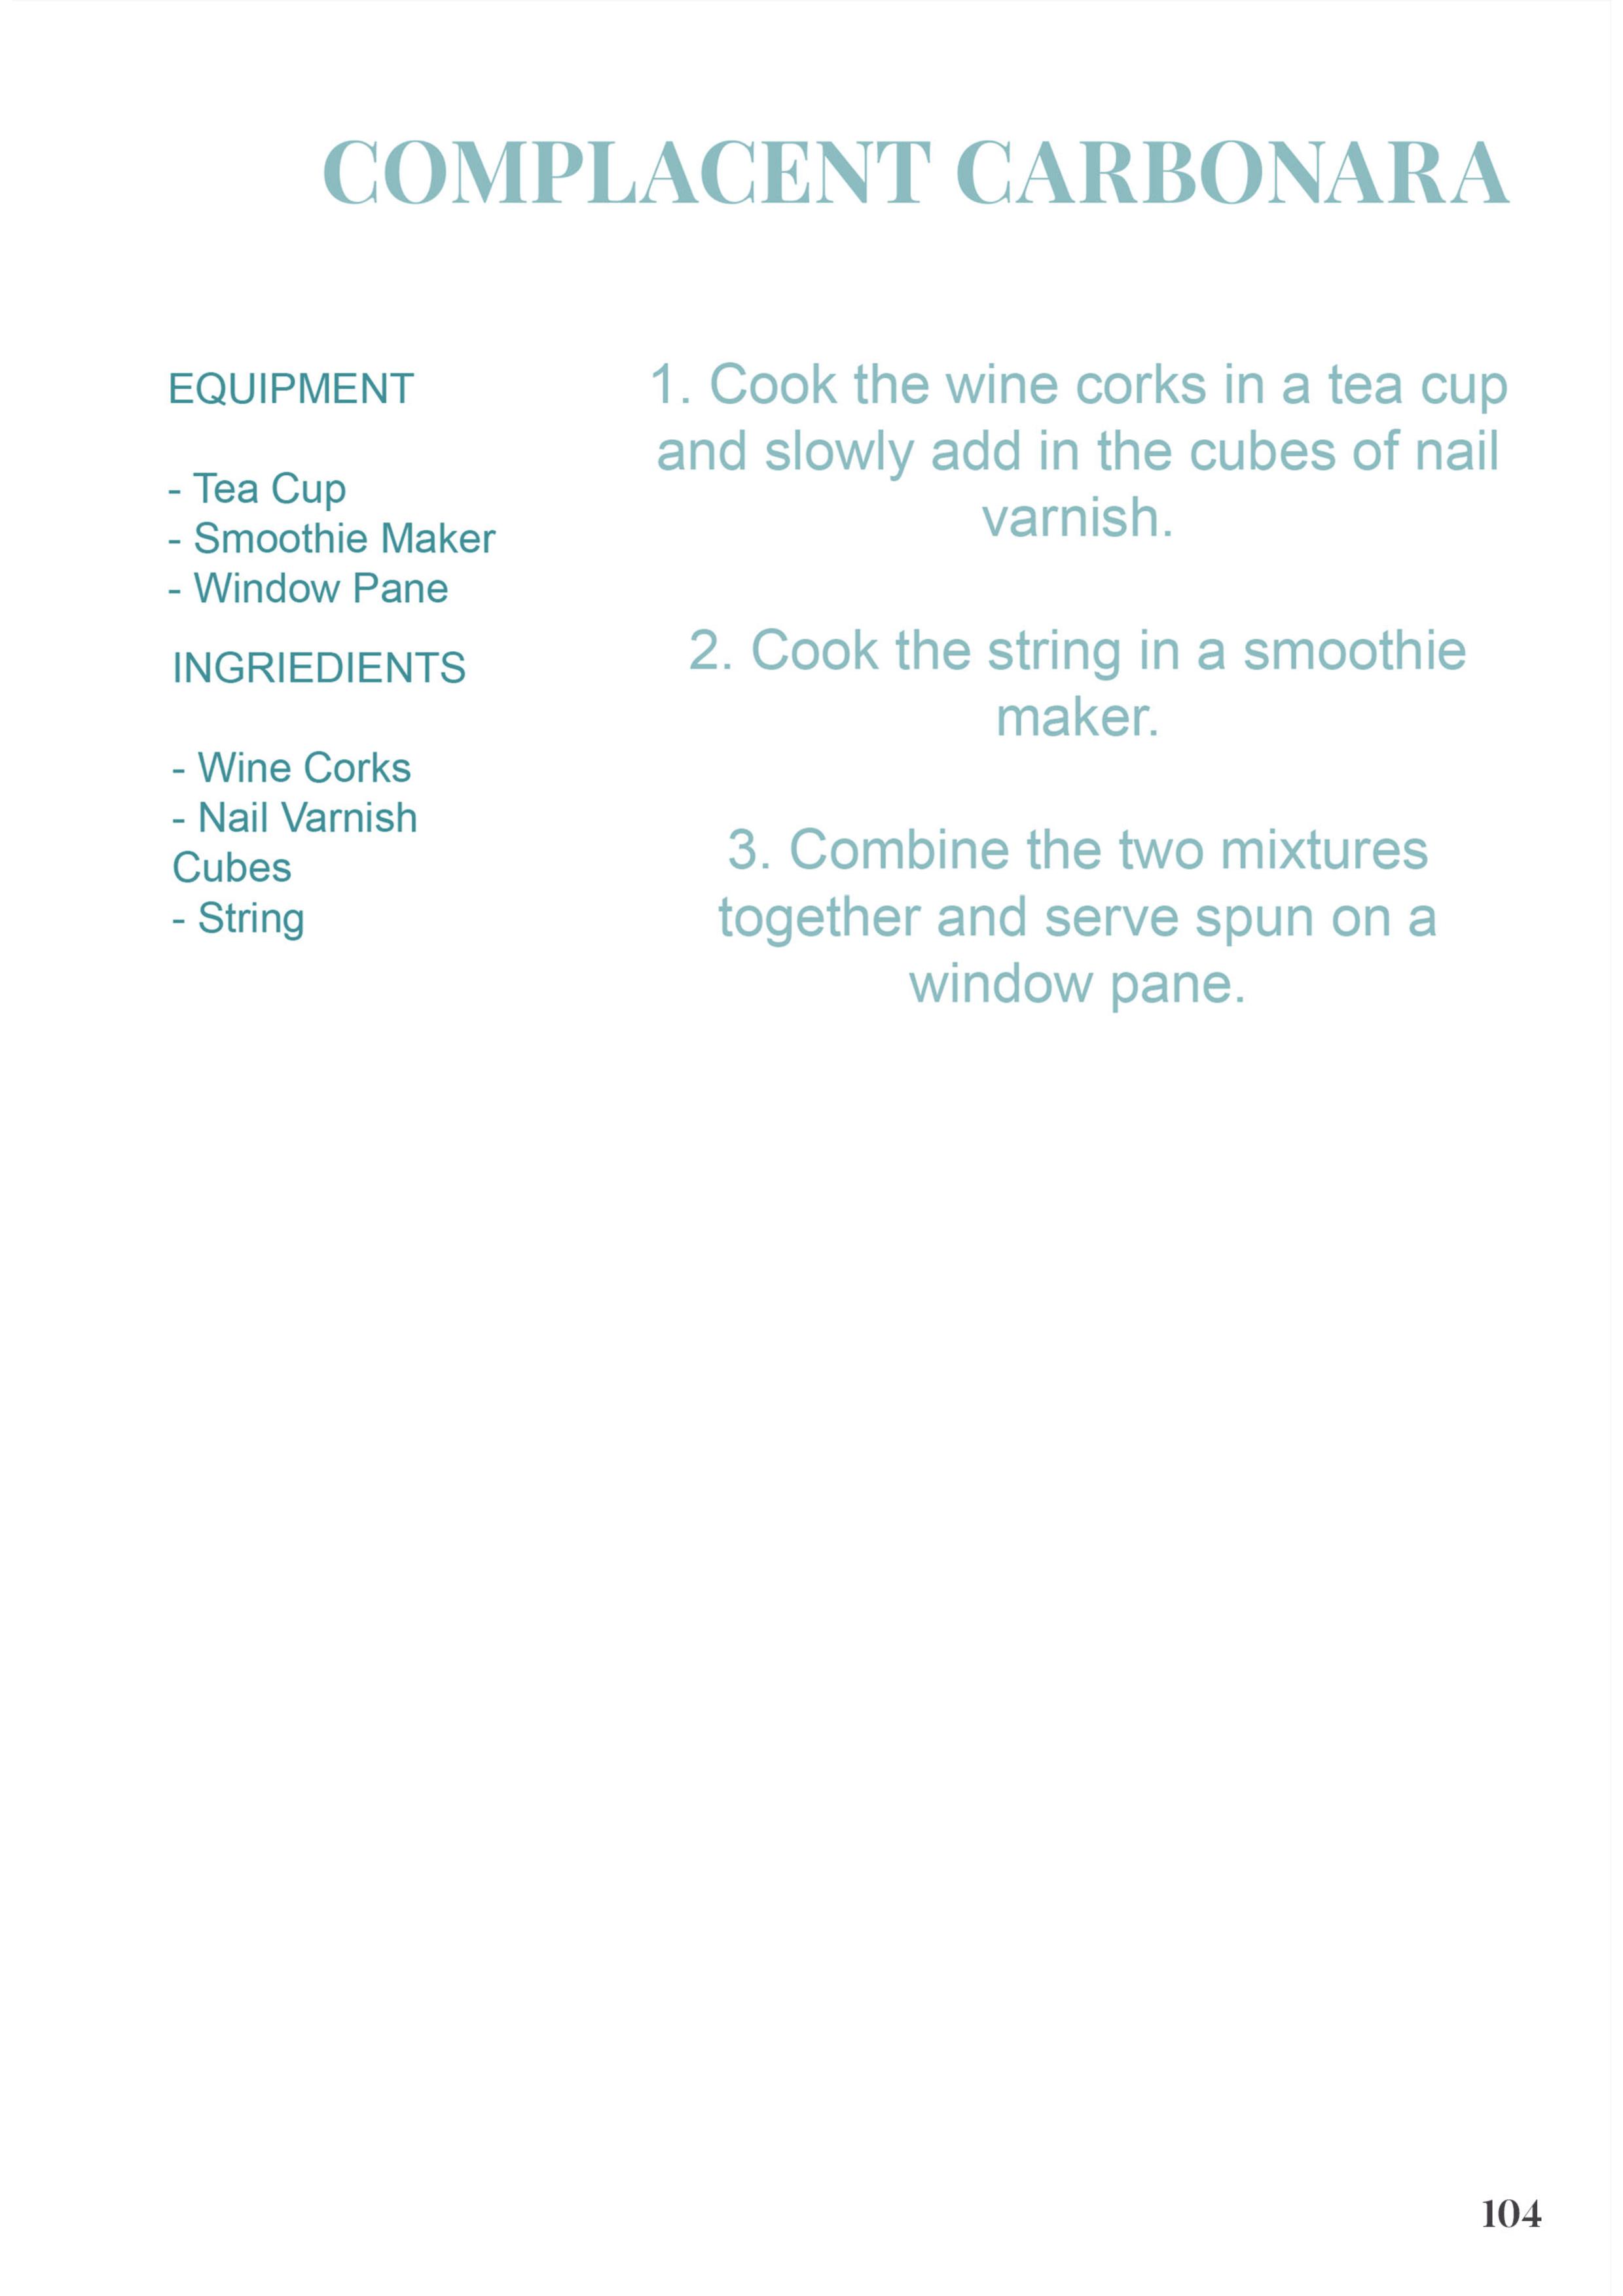 COMPLACENT CARBONARA
EQUIPMENT
- Tea Cup
- Smoothie Maker
- Window Pane
INGRIEDIENTS
- Wine Corks
- Nail Varnish
Cubes
- String
1. Cook the wine corks in a tea cup
and slowly add in the cubes of nail
varnish.
2. Cook the string in a smoothie
maker.
3. Combine the two mixtures
together and serve spun on a
window pane.
104